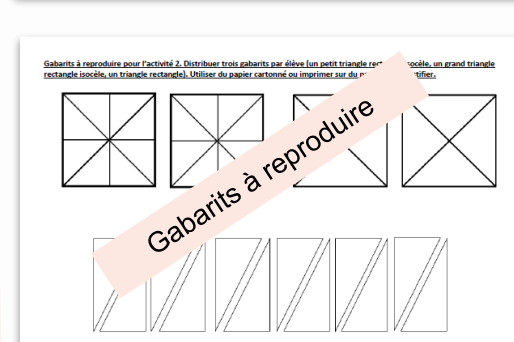 Gabarits à reproduire pour l'activité 2. Distribuer trois gabarits par élève (un petit triangle isocèle, un grand triangle
rectangle isocèle, un triangle rectangle). Utiliser du papier cartonné ou imprimer sur du
Gabarits à reproduire